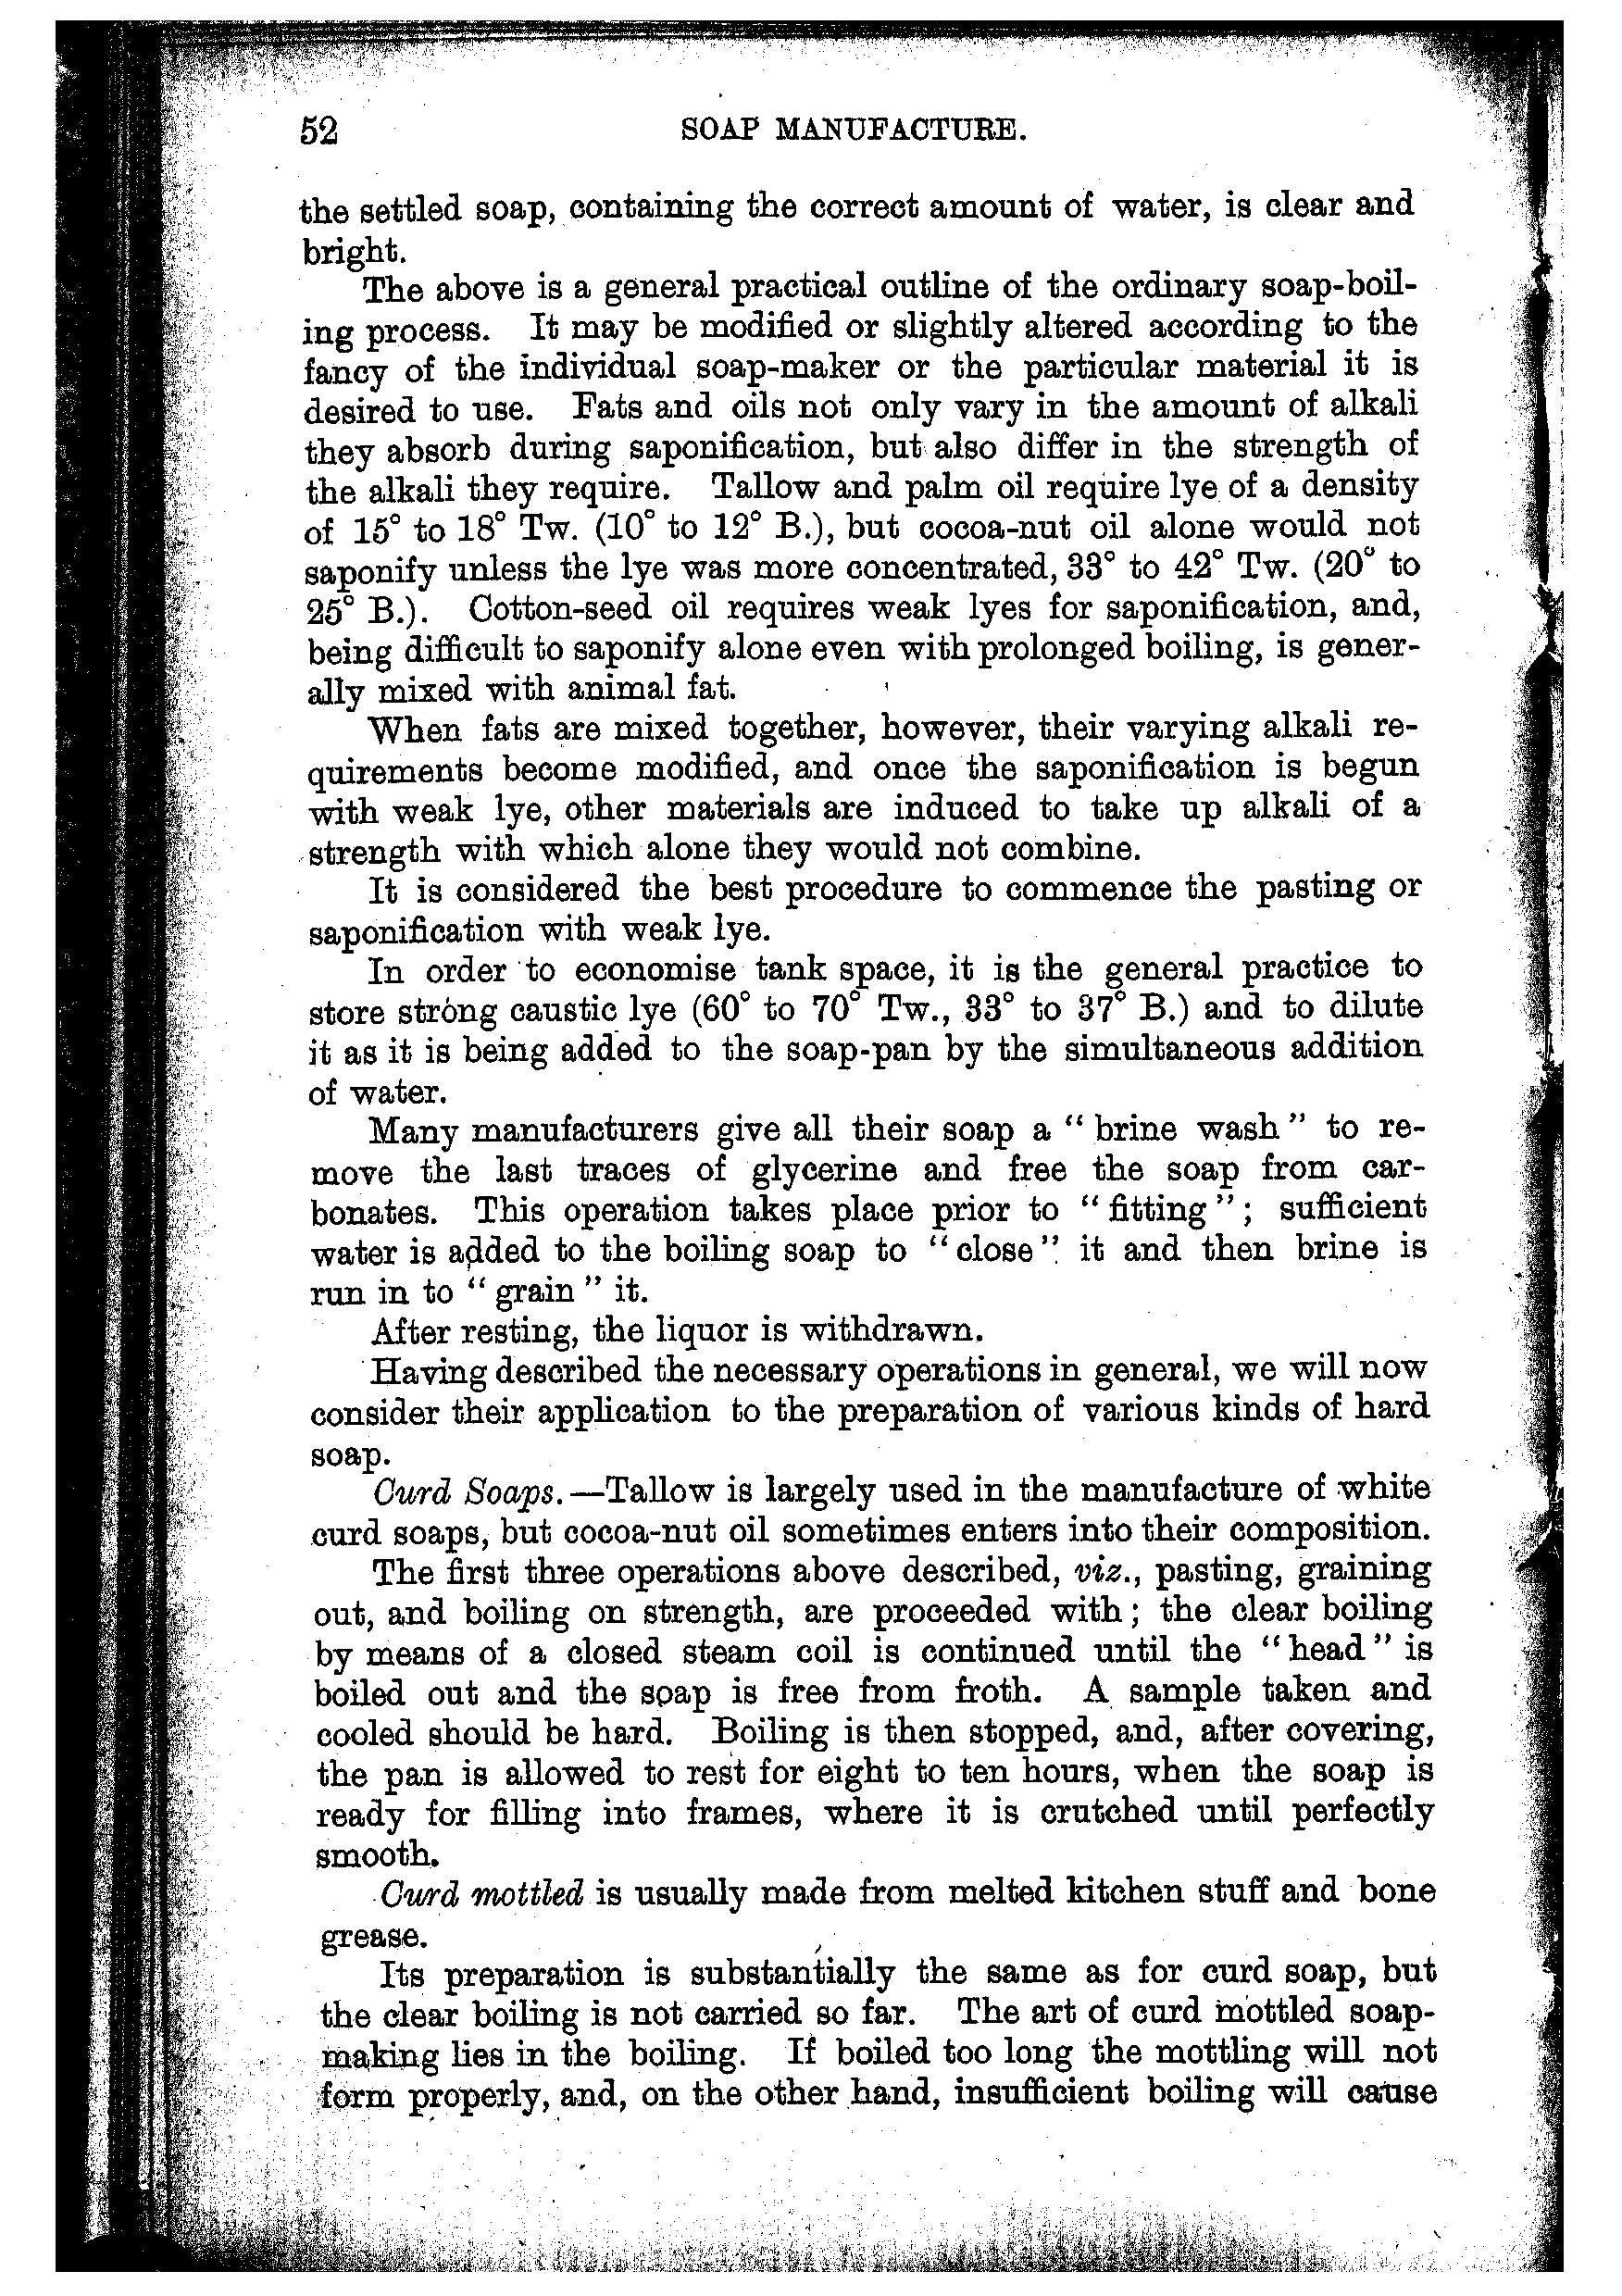 52 SOAP MANUFACTURE.
the settled soap, containing the correct amount of water, is clear and
bright.
The above is a general practical outline of the ordinary soap-boil-
ing process. It may be modified or slightly altered according to the
fancy of the individual soap-maker or the particular material it is
desired to use. Fats and oils not only vary in the amount of alkali
they absorb during saponification, but also differ in the strength of
the alkali they require. Tallow and palm oil require lye of a density
of 15° to 18° Tw. (10° to 12° B.), but cocoa-nut oil alone would not
saponify unless the lye was more concentrated, 33° to 42° Tw. (20° to
25° B.). Cotton-seed oil requires weak lyes for saponification, and,
being difficult to saponify alone even with prolonged boiling, is gener-
ally mixed with animal fat.
When fats are mixed together, however, their varying alkali re-
quirements become modified, and once the saponification is begun
with weak lye, other materials are induced to take up alkali of a
strength with which alone they would not combine.
It is considered the best procedure to commence the pasting or
saponification with weak lye.
In order to economise tank space, it is the general practice to
store strong caustic lye (60° to 70° Tw., 33° to 37° B.) and to dilute
it as it is being added to the soap-pan by the simultaneous addition
of water.
Many manufacturers give all their soap a “ brine wash ” to re-
move the last traces of glycerine and free the soap from car-
bonates. This operation takes place prior to “ fitting ” ; sufficient
water is added to the boiling soap to “ close ” it and then brine is
run in to “ grain ” it.
After resting, the liquor is withdrawn.
Having described the necessary operations in general, we will now
consider their application to the preparation of various kinds of hard
soap.
Curd Soaps.—Tallow is largely used in the manufacture of white
curd soaps, but cocoa-nut oil sometimes enters into their composition.
The first three operations above described, viz., pasting, graining
out, and boiling on strength, are proceeded with ; the clear boiling
by means of a closed steam coil is continued until the “ head ” is
boiled out and the soap is free from froth. A sample taken and
cooled should be hard. Boiling is then stopped, and, after covering,
the pan is allowed to rest for eight to ten hours, when the soap is
ready for filling into frames, where it is crutched until perfectly
smooth.
Curd mottled is usually made from melted kitchen stuff and bone
grease.
Its preparation is substantially the same as for curd soap, but
the clear boiling is not carried so far. The art of curd mottled soap-
making lies in the boiling. If boiled too long the mottling will not
form properly, and, on the other hand, insufficient boiling will cause